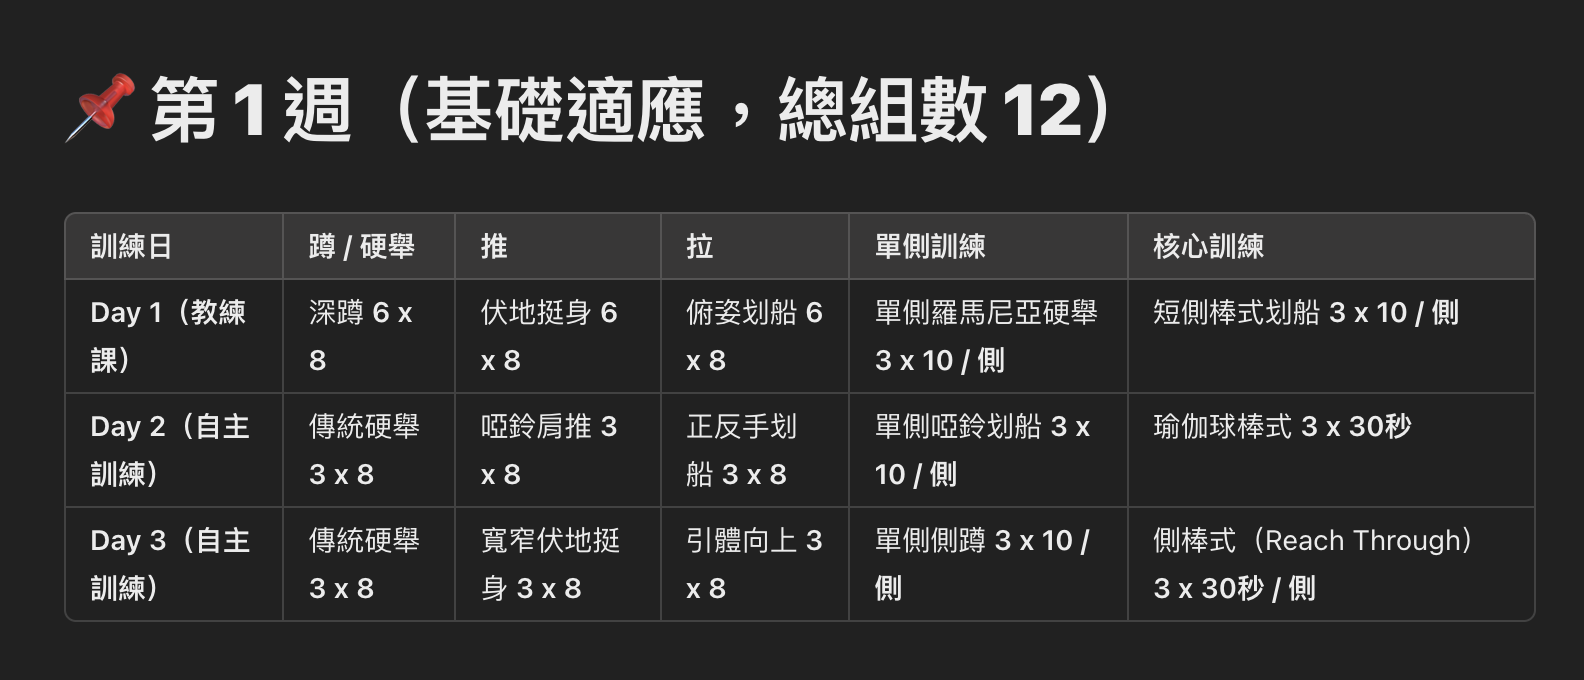 📌 第 1 週（基礎適應，總組數 12）
訓練日 蹲 / 硬舉 推 拉 單側訓練 核心訓練
Day 1（教練課） 深蹲 6 x 8 伏地挺身 6 x 8 俯姿划船 6 x 8 單側羅馬尼亞硬舉 3 x 10 / 側 短側棒式划船 3 x 10 / 側
Day 2（自主訓練） 傳統硬舉 3 x 8 啞鈴肩推 3 x 8 正反手划船 3 x 8 單側啞鈴划船 3 x 10 / 側 瑜伽球棒式 3 x 30秒
Day 3（自主訓練） 傳統硬舉 3 x 8 寬窄伏地挺身 3 x 8 引體向上 3 x 8 單側側蹲 3 x 10 / 側 側棒式（Reach Through） 3 x 30秒 / 側